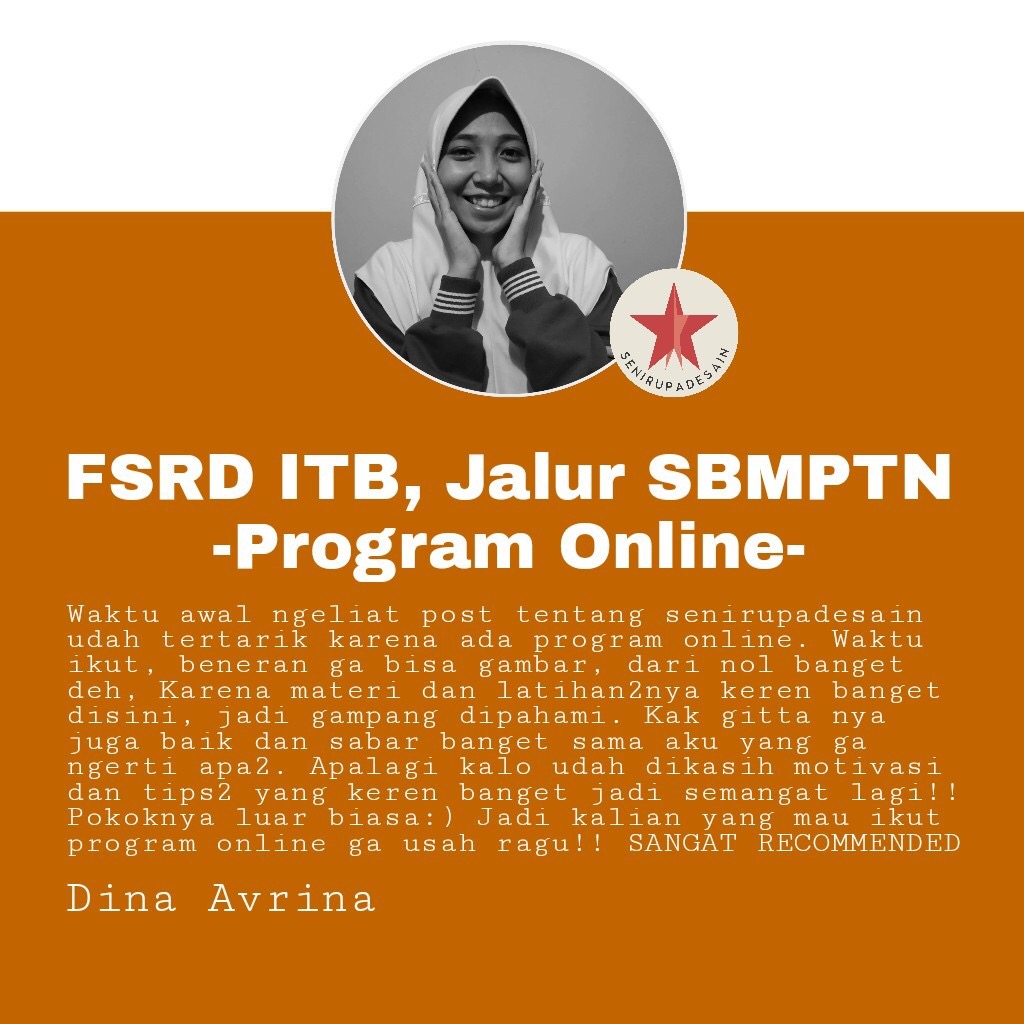 SENIRUPADESAIN
FSRD ITB, Jalur SBMPTN
-Program Online-
Waktu awal ngeliat post tentang senirupadesain
udah tertarik karena ada program online. Waktu
ikut, beneran ga bisa gambar, dari nol banget
deh, Karena materi dan latihan2nya keren banget
disini, jadi gampang dipahami. Kak gitta nya
juga baik dan sabar banget sama aku yang ga
ngerti apa2. Apalagi kalo udah dikasih motivasi
dan tips2 yang keren banget jadi semangat lagi!!
Pokoknya luar biasa:) Jadi kalian yang mau ikut
program online ga usah ragu!! SANGAT RECOMMENDED
Dina Avrina